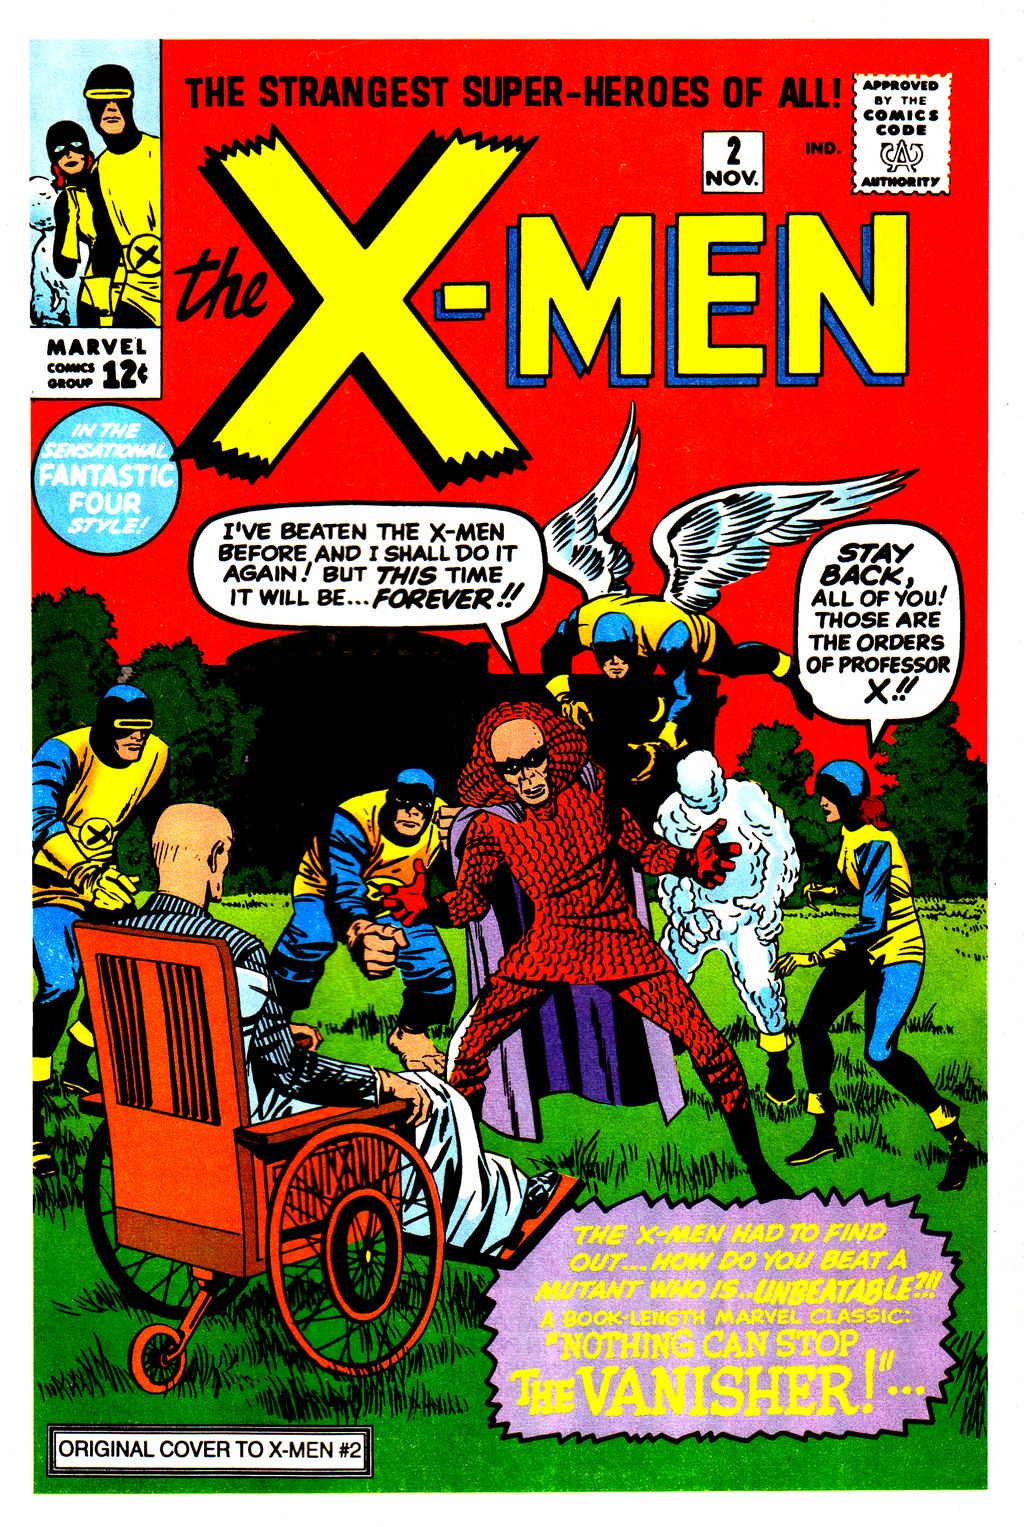 THE STRANGEST SUPER-HEROES OF ALL!
APPROVED
BY THE
COMICS
CODE
CA
AUTHORITY
2
NOV.
IND.
the X-MEN
MARVEL
COMICS
GROUP 12¢
IN THE
SENSATIONAL
FANTASTIC
FOUR
STYLE!
I'VE BEATEN THE X-MEN
BEFORE AND I SHALL DO IT
AGAIN! BUT THIS TIME
IT WILL BE... FOREVER!!
STAY
BACK,
ALL OF YOU!
THOSE ARE
THE ORDERS
OF PROFESSOR
X!!
THE X-MEN HAD TO FIND
OUT... HOW DO YOU BEAT A
MUTANT WHO IS.. UNBEATABLE?!!
A BOOK-LENGTH MARVEL CLASSIC:
"NOTHING CAN STOP
THE VANISHER!"...
ORIGINAL COVER TO X-MEN #2